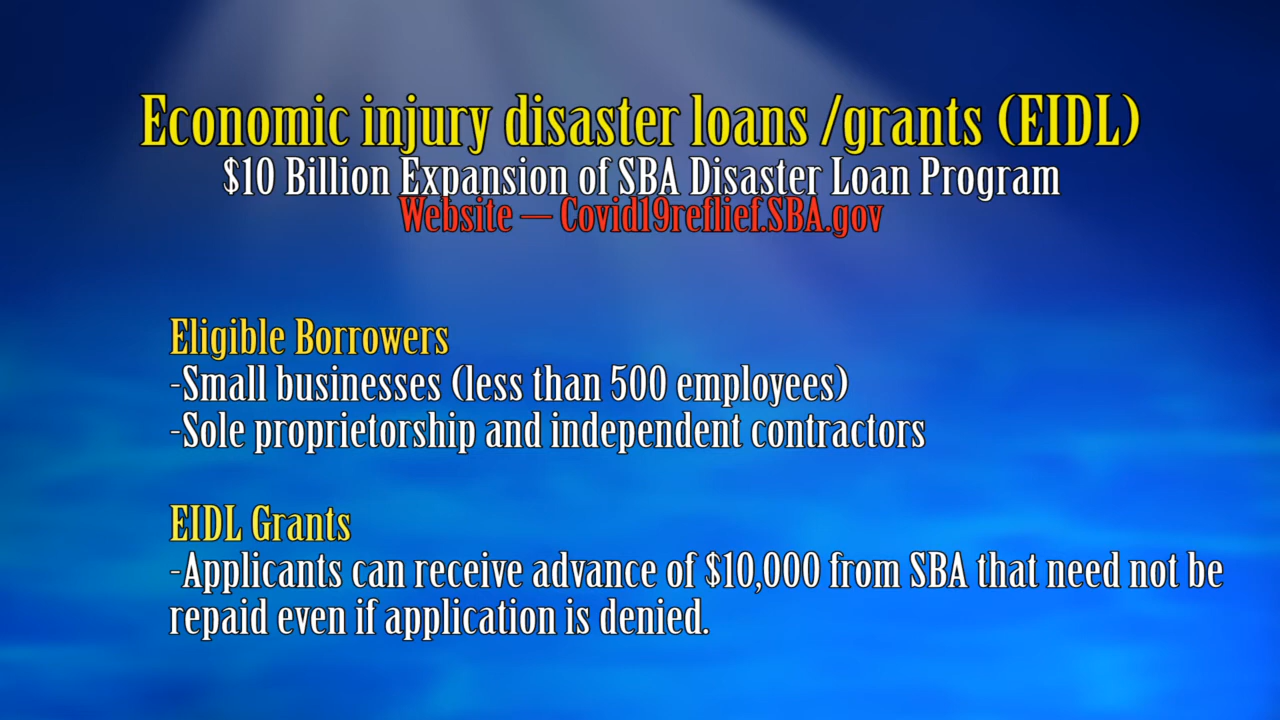 Economic injury disaster loans /grants (EIDL)
$10 Billion Expansion of SBA Disaster Loan Program
Website – Covid19reflief.SBA.gov
Eligible Borrowers
-Small businesses (less than 500 employees)
-Sole proprietorship and independent contractors
EIDL Grants
-Applicants can receive advance of $10,000 from SBA that need not be
repaid even if application is denied.